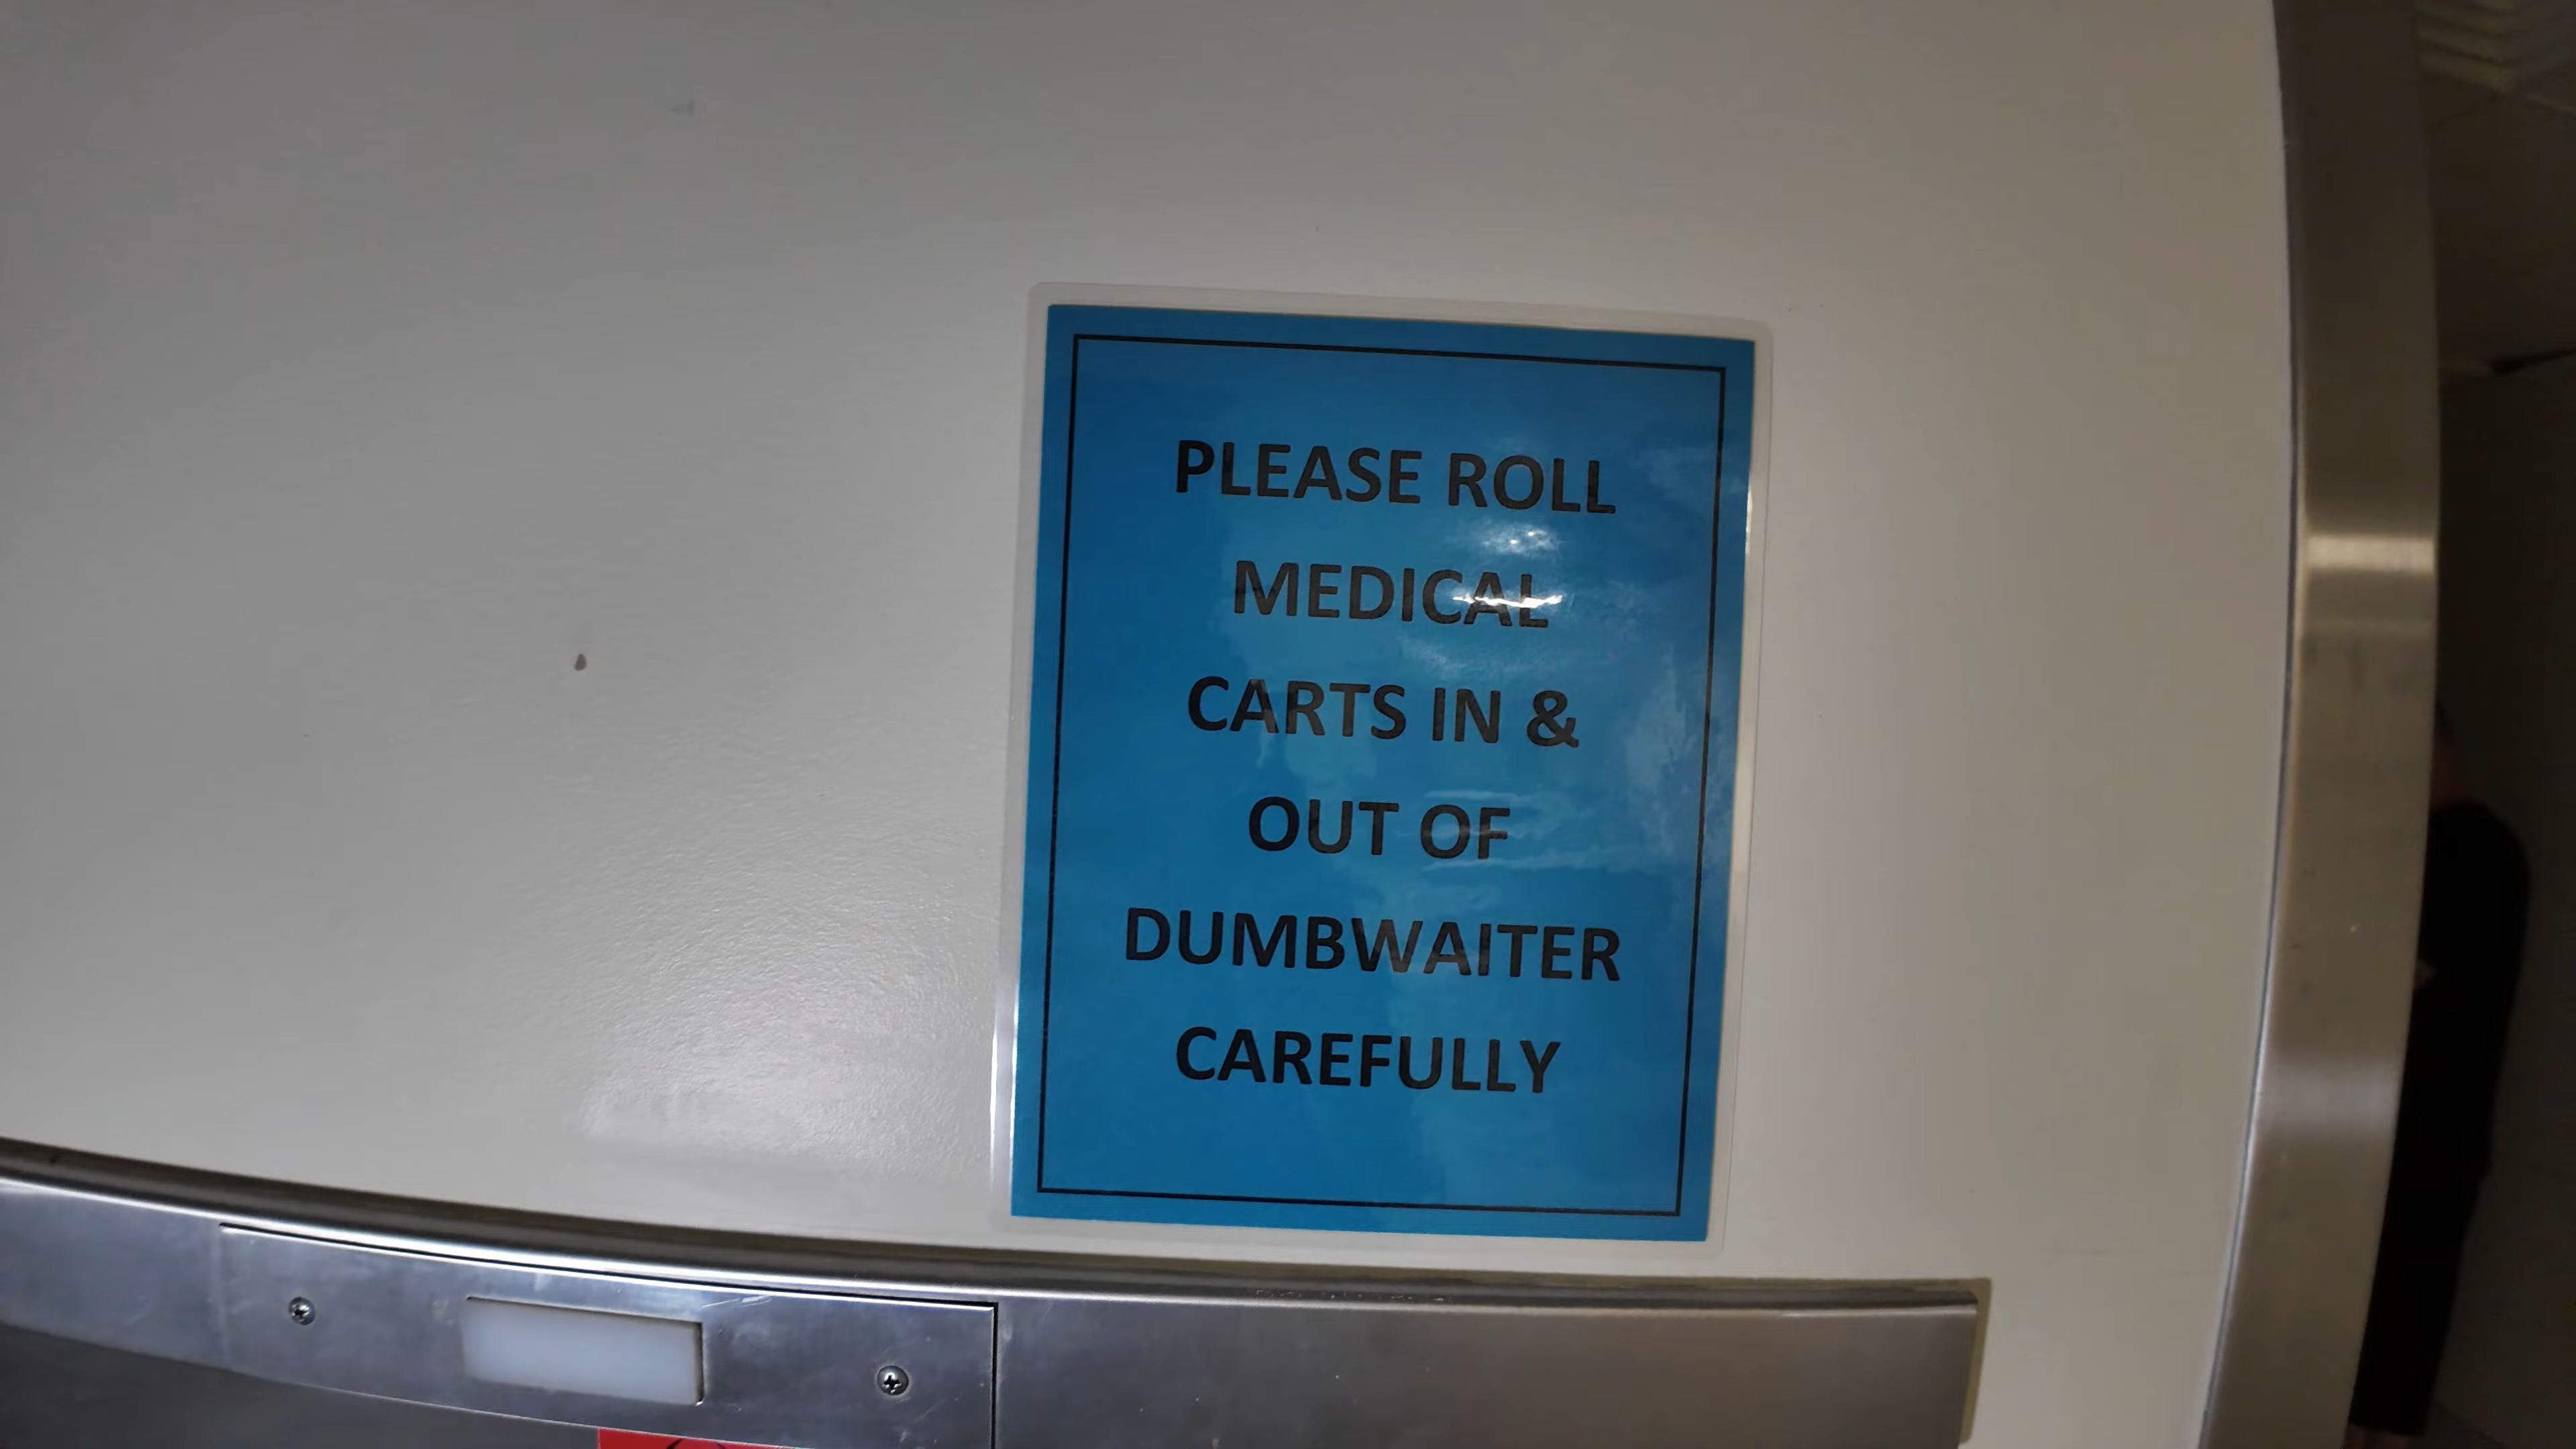 PLEASE ROLL
MEDICAL
CARTS IN &
OUT OF
DUMBWAITER
CAREFULLY